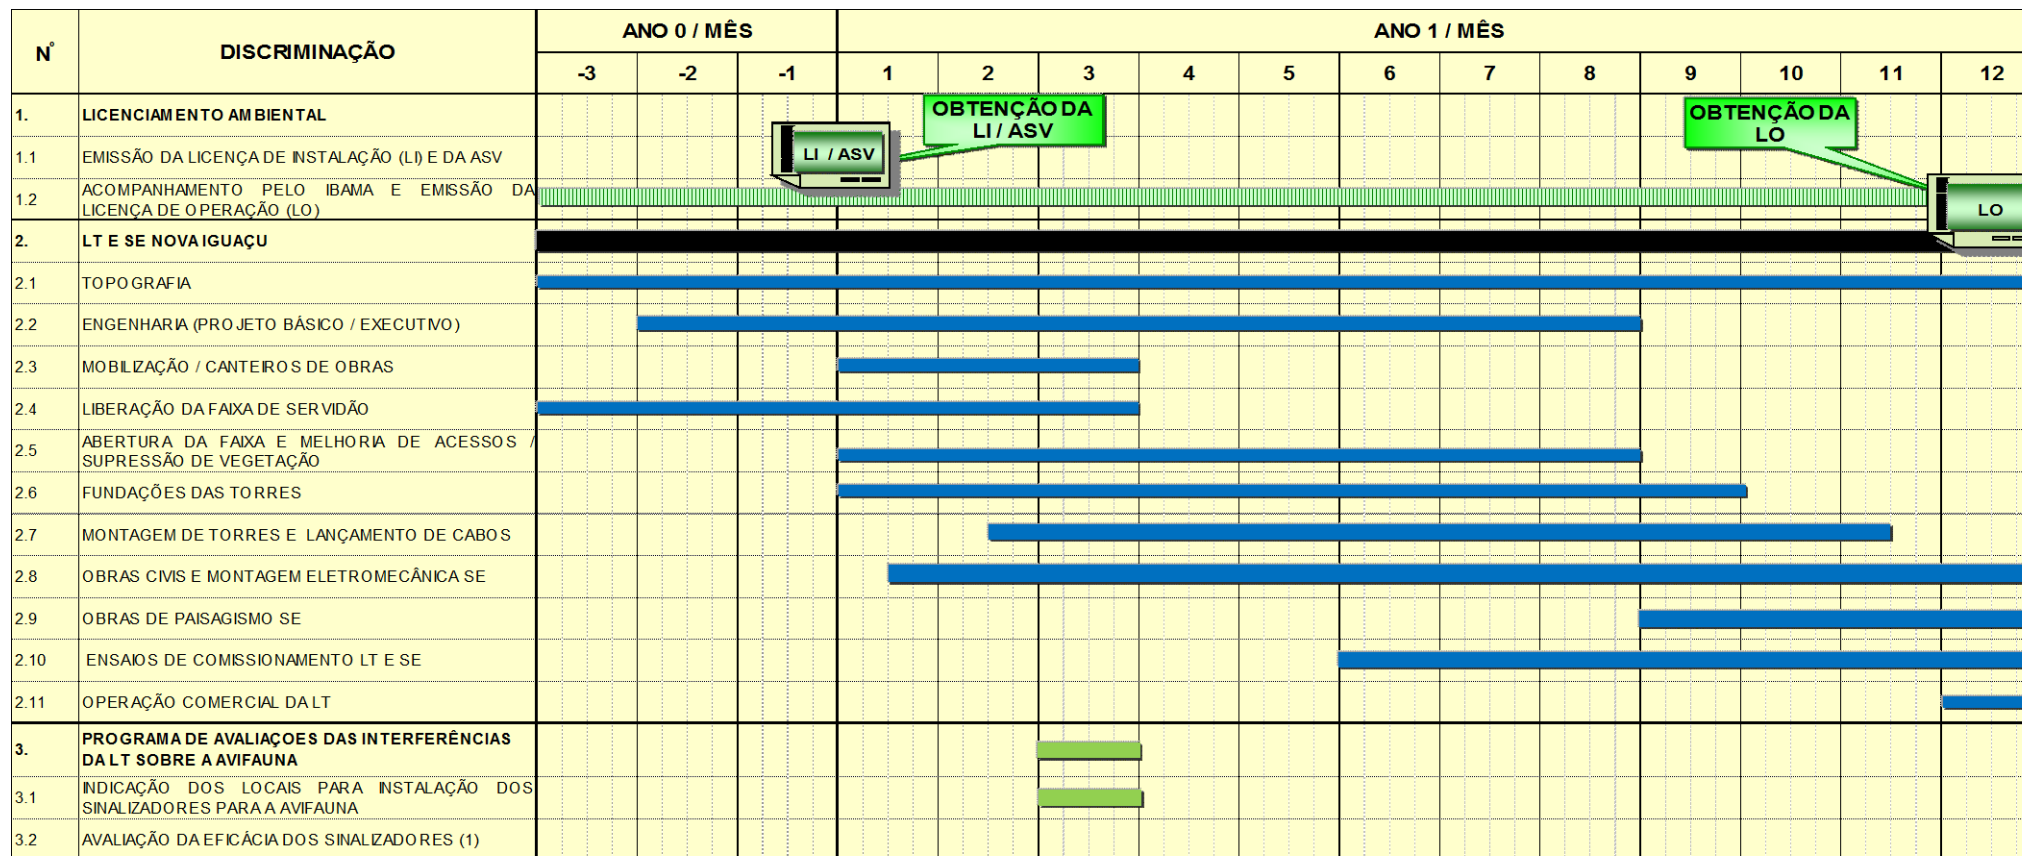 Nº DISCRIMINAÇÃO ANO 0 / MÊS ANO 1 / MÊS
-3 -2 -1 1 2 3 4 5 6 7 8 9 10 11 12
1. LICENCIAMENTO AMBIENTAL
OBTENÇÃO DA
LI / ASV
OBTENÇÃO DA
LO
1.1 EMISSÃO DA LICENÇA DE INSTALAÇÃO (LI) E DA ASV
LI / ASV
1.2 ACOMPANHAMENTO PELO IBAMA E EMISSÃO DA
LICENÇA DE OPERAÇÃO (LO)
LO
2. LT E SE NOVA IGUAÇU
2.1 TOPOGRAFIA
2.2 ENGENHARIA (PROJETO BÁSICO / EXECUTIVO)
2.3 MOBILIZAÇÃO / CANTEIROS DE OBRAS
2.4 LIBERAÇÃO DA FAIXA DE SERVIDÃO
2.5 ABERTURA DA FAIXA E MELHORIA DE ACESSOS /
SUPRESSÃO DE VEGETAÇÃO
2.6 FUNDAÇÕES DAS TORRES
2.7 MONTAGEM DE TORRES E LANÇAMENTO DE CABOS
2.8 OBRAS CIVIS E MONTAGEM ELETROMECÂNICA SE
2.9 OBRAS DE PAISAGISMO SE
2.10 ENSAIOS DE COMISSIONAMENTO LT E SE
2.11 OPERAÇÃO COMERCIAL DA LT
3. PROGRAMA DE AVALIAÇOES DAS INTERFERÊNCIAS
DA LT SOBRE A AVIFAUNA
3.1 INDICAÇÃO DOS LOCAIS PARA INSTALAÇÃO DOS
SINALIZADORES PARA A AVIFAUNA
3.2 AVALIAÇÃO DA EFICÁCIA DOS SINALIZADORES (1)